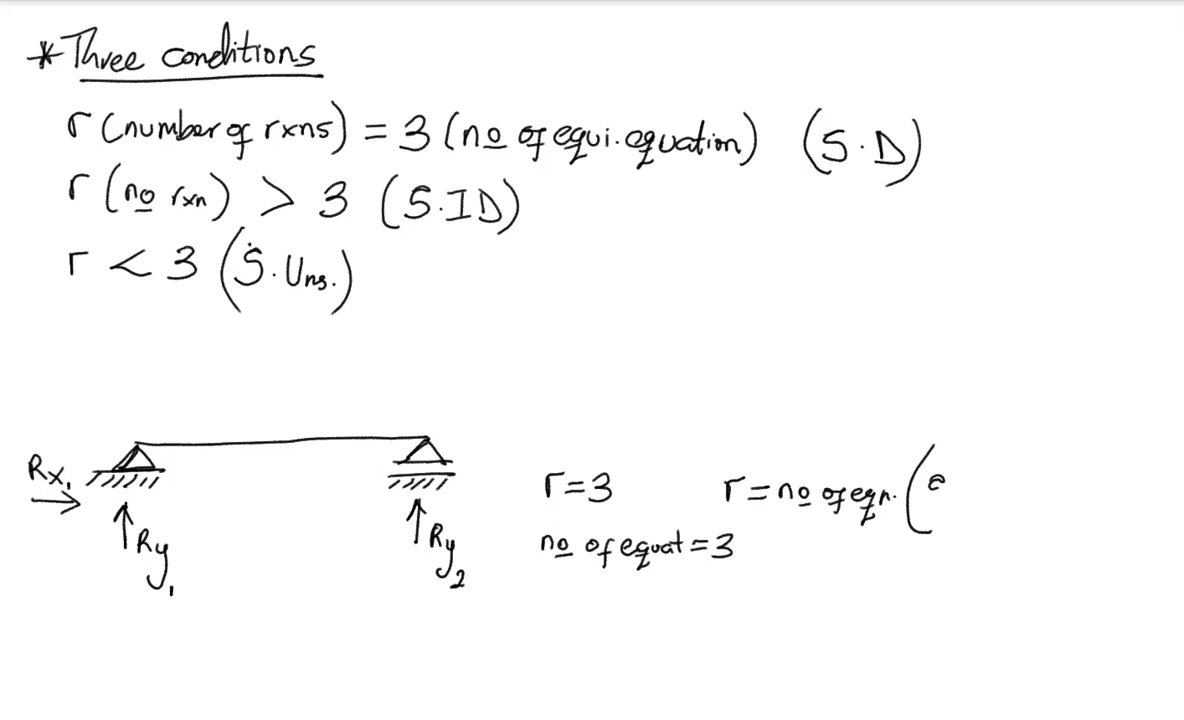 * Three conditions
r (number of rxns) = 3 (no of equi. equation) (S.D)
r (no rxn) > 3 (S.ID)
r < 3 (S.Uns.)
Rx1
Ry1
Ry2
r=3
no of equat = 3
r = no of eqn. (